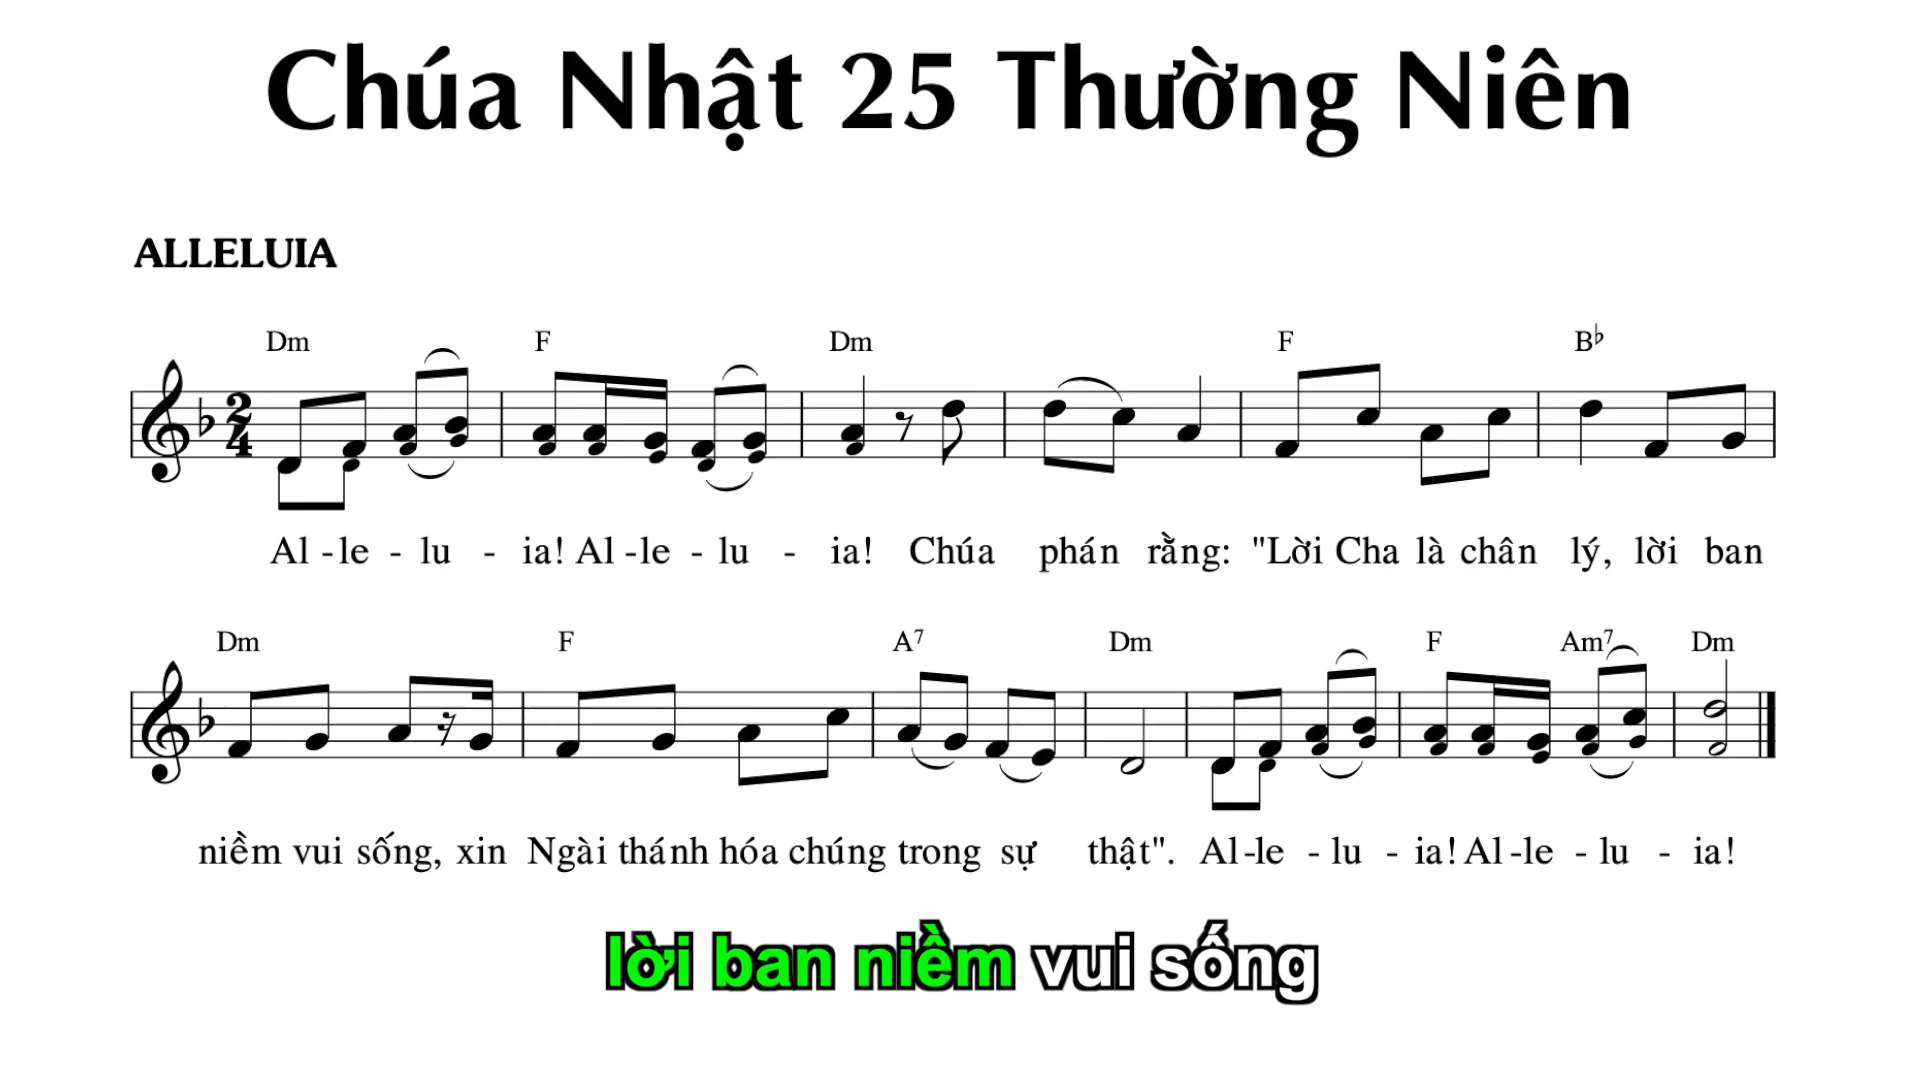 Chúa Nhật 25 Thường Niên
ALLELUIA
Dm F Dm F B♭
2
4
Al - le - lu - ia! Al - le - lu - ia! Chúa phán rằng: "Lời Cha là chân lý, lời ban
Dm F A7 Dm F Am7 Dm
niềm vui sống, xin Ngài thánh hóa chúng trong sự thật". Al - le - lu - ia! Al - le - lu - ia!
lời ban niềm vui sống